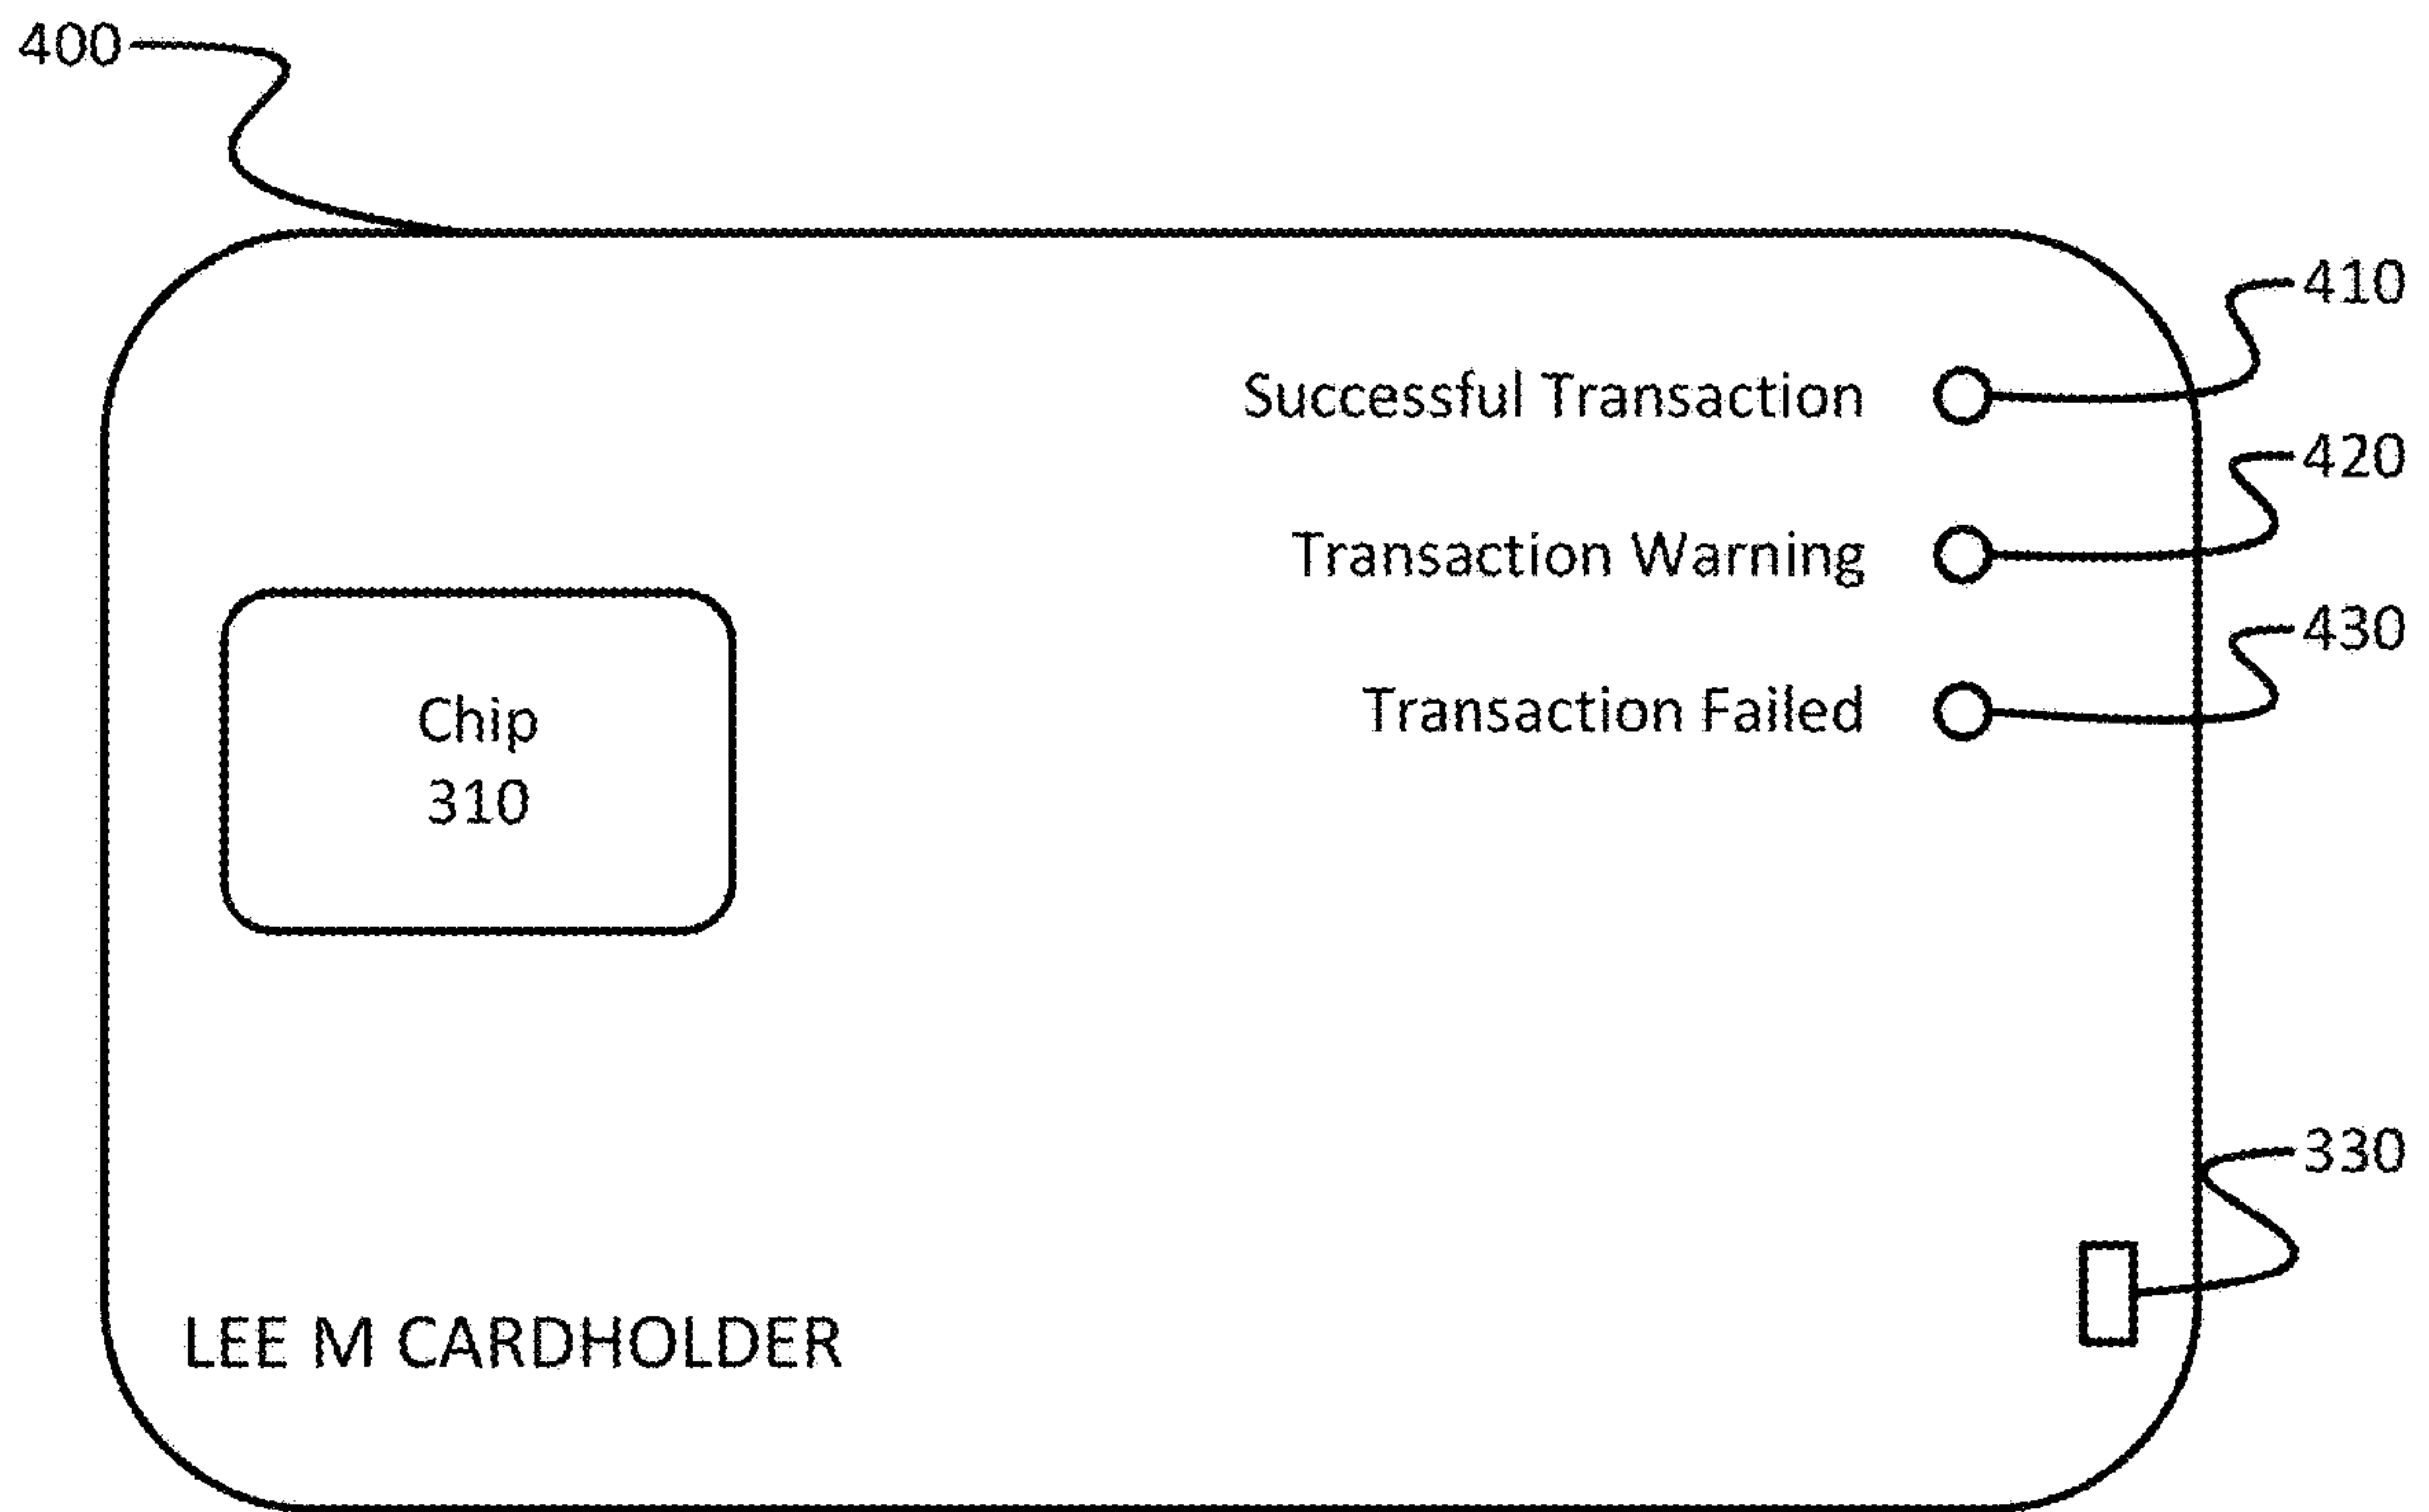 400
410
Successful Transaction
420
Transaction Warning
430
Transaction Failed
Chip
310
330
LEE M CARDHOLDER